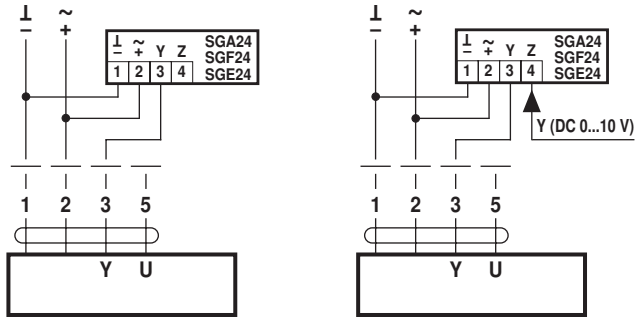 ⊥ ~
– +
⊥ ~ Y Z SGA24
– + SGF24
1 2 3 4 SGE24
1 2 3 5
Y U
⊥ ~
– +
⊥ ~ Y Z SGA24
– + SGF24
1 2 3 4 SGE24
Y (DC 0...10 V)
1 2 3 5
Y U